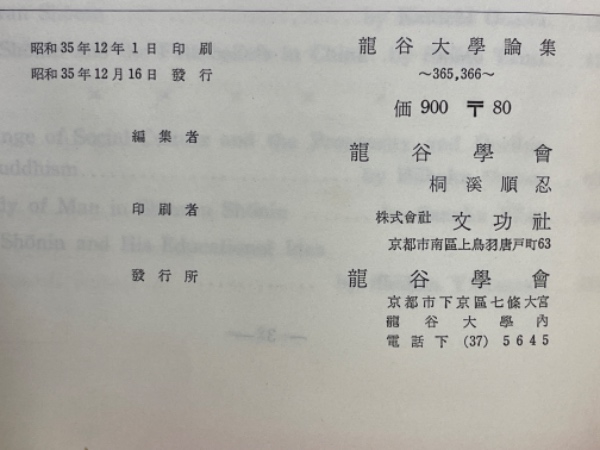 龍谷大學論集
〜365,366〜
昭和35年12月1日 印刷
昭和35年12月16日 發行
価 900 〒80
編集者
龍谷學會
桐溪順忍
印刷者
株式會社 文功社
京都市南區上鳥羽唐戸町63
發行所
龍谷學會
京都市下京區七條大宮
龍谷大學內
電話下 (37) 5645